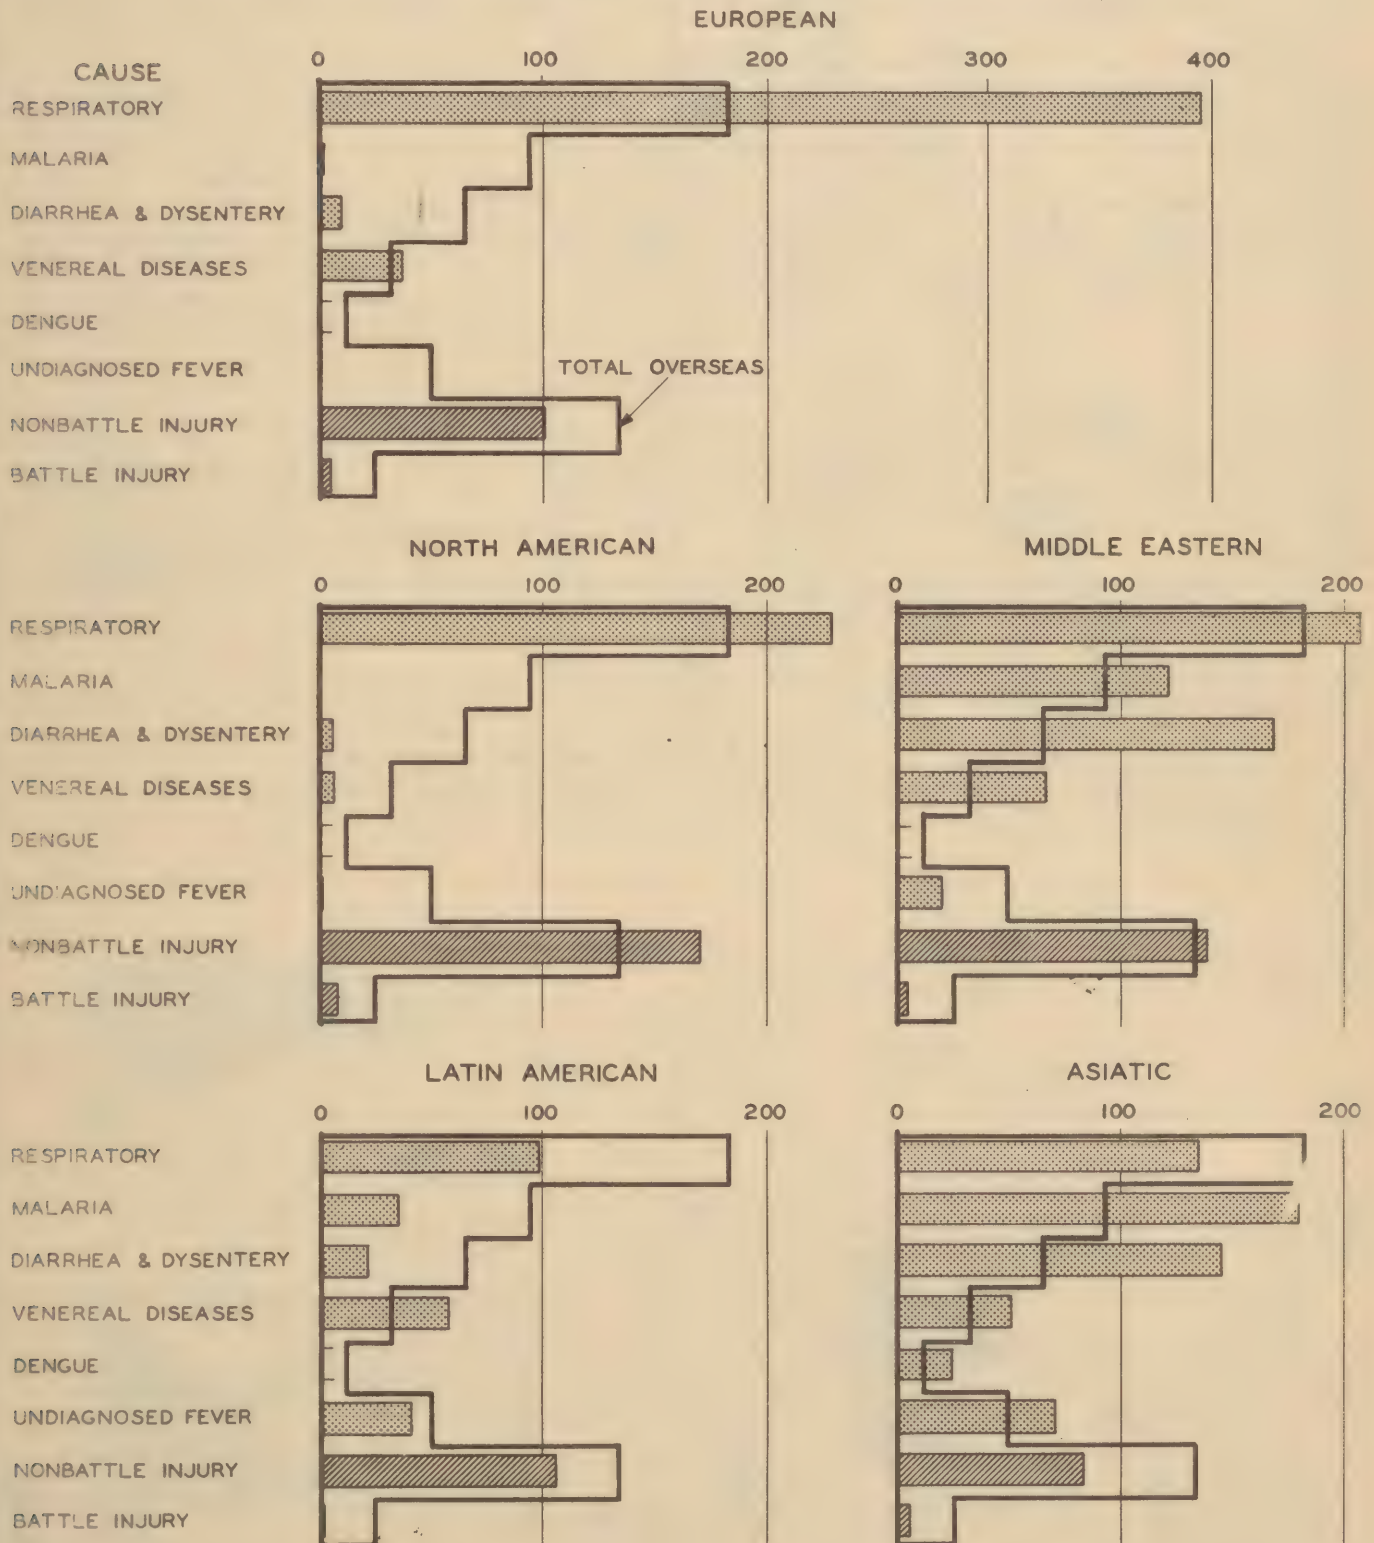 EUROPEAN
0 100 200 300 400
CAUSE
RESPIRATORY
MALARIA
DIARRHEA & DYSENTERY
VENEREAL DISEASES
DENGUE
UNDIAGNOSED FEVER
TOTAL OVERSEAS
NONBATTLE INJURY
BATTLE INJURY
NORTH AMERICAN
0 100 200
MIDDLE EASTERN
0 100 200
RESPIRATORY
MALARIA
DIARRHEA & DYSENTERY
VENEREAL DISEASES
DENGUE
UNDIAGNOSED FEVER
NONBATTLE INJURY
BATTLE INJURY
LATIN AMERICAN
0 100 200
ASIATIC
0 100 200
RESPIRATORY
MALARIA
DIARRHEA & DYSENTERY
VENEREAL DISEASES
DENGUE
UNDIAGNOSED FEVER
NONBATTLE INJURY
BATTLE INJURY